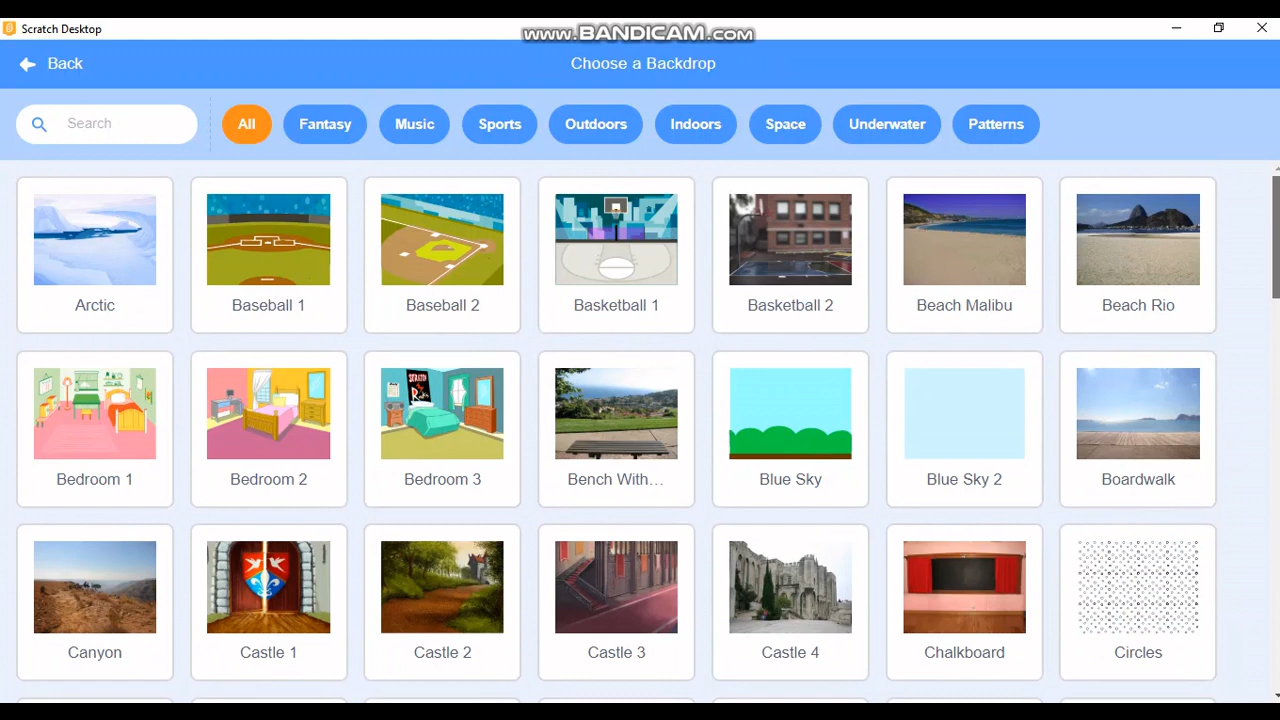 Scratch Desktop
www.BANDICAM.com
Back
Choose a Backdrop
Search
All
Fantasy
Music
Sports
Outdoors
Indoors
Space
Underwater
Patterns
Arctic
Baseball 1
Baseball 2
Basketball 1
Basketball 2
Beach Malibu
Beach Rio
SCRATCH
Bedroom 1
Bedroom 2
Bedroom 3
Bench With...
Blue Sky
Blue Sky 2
Boardwalk
Canyon
Castle 1
Castle 2
Castle 3
Castle 4
Chalkboard
Circles